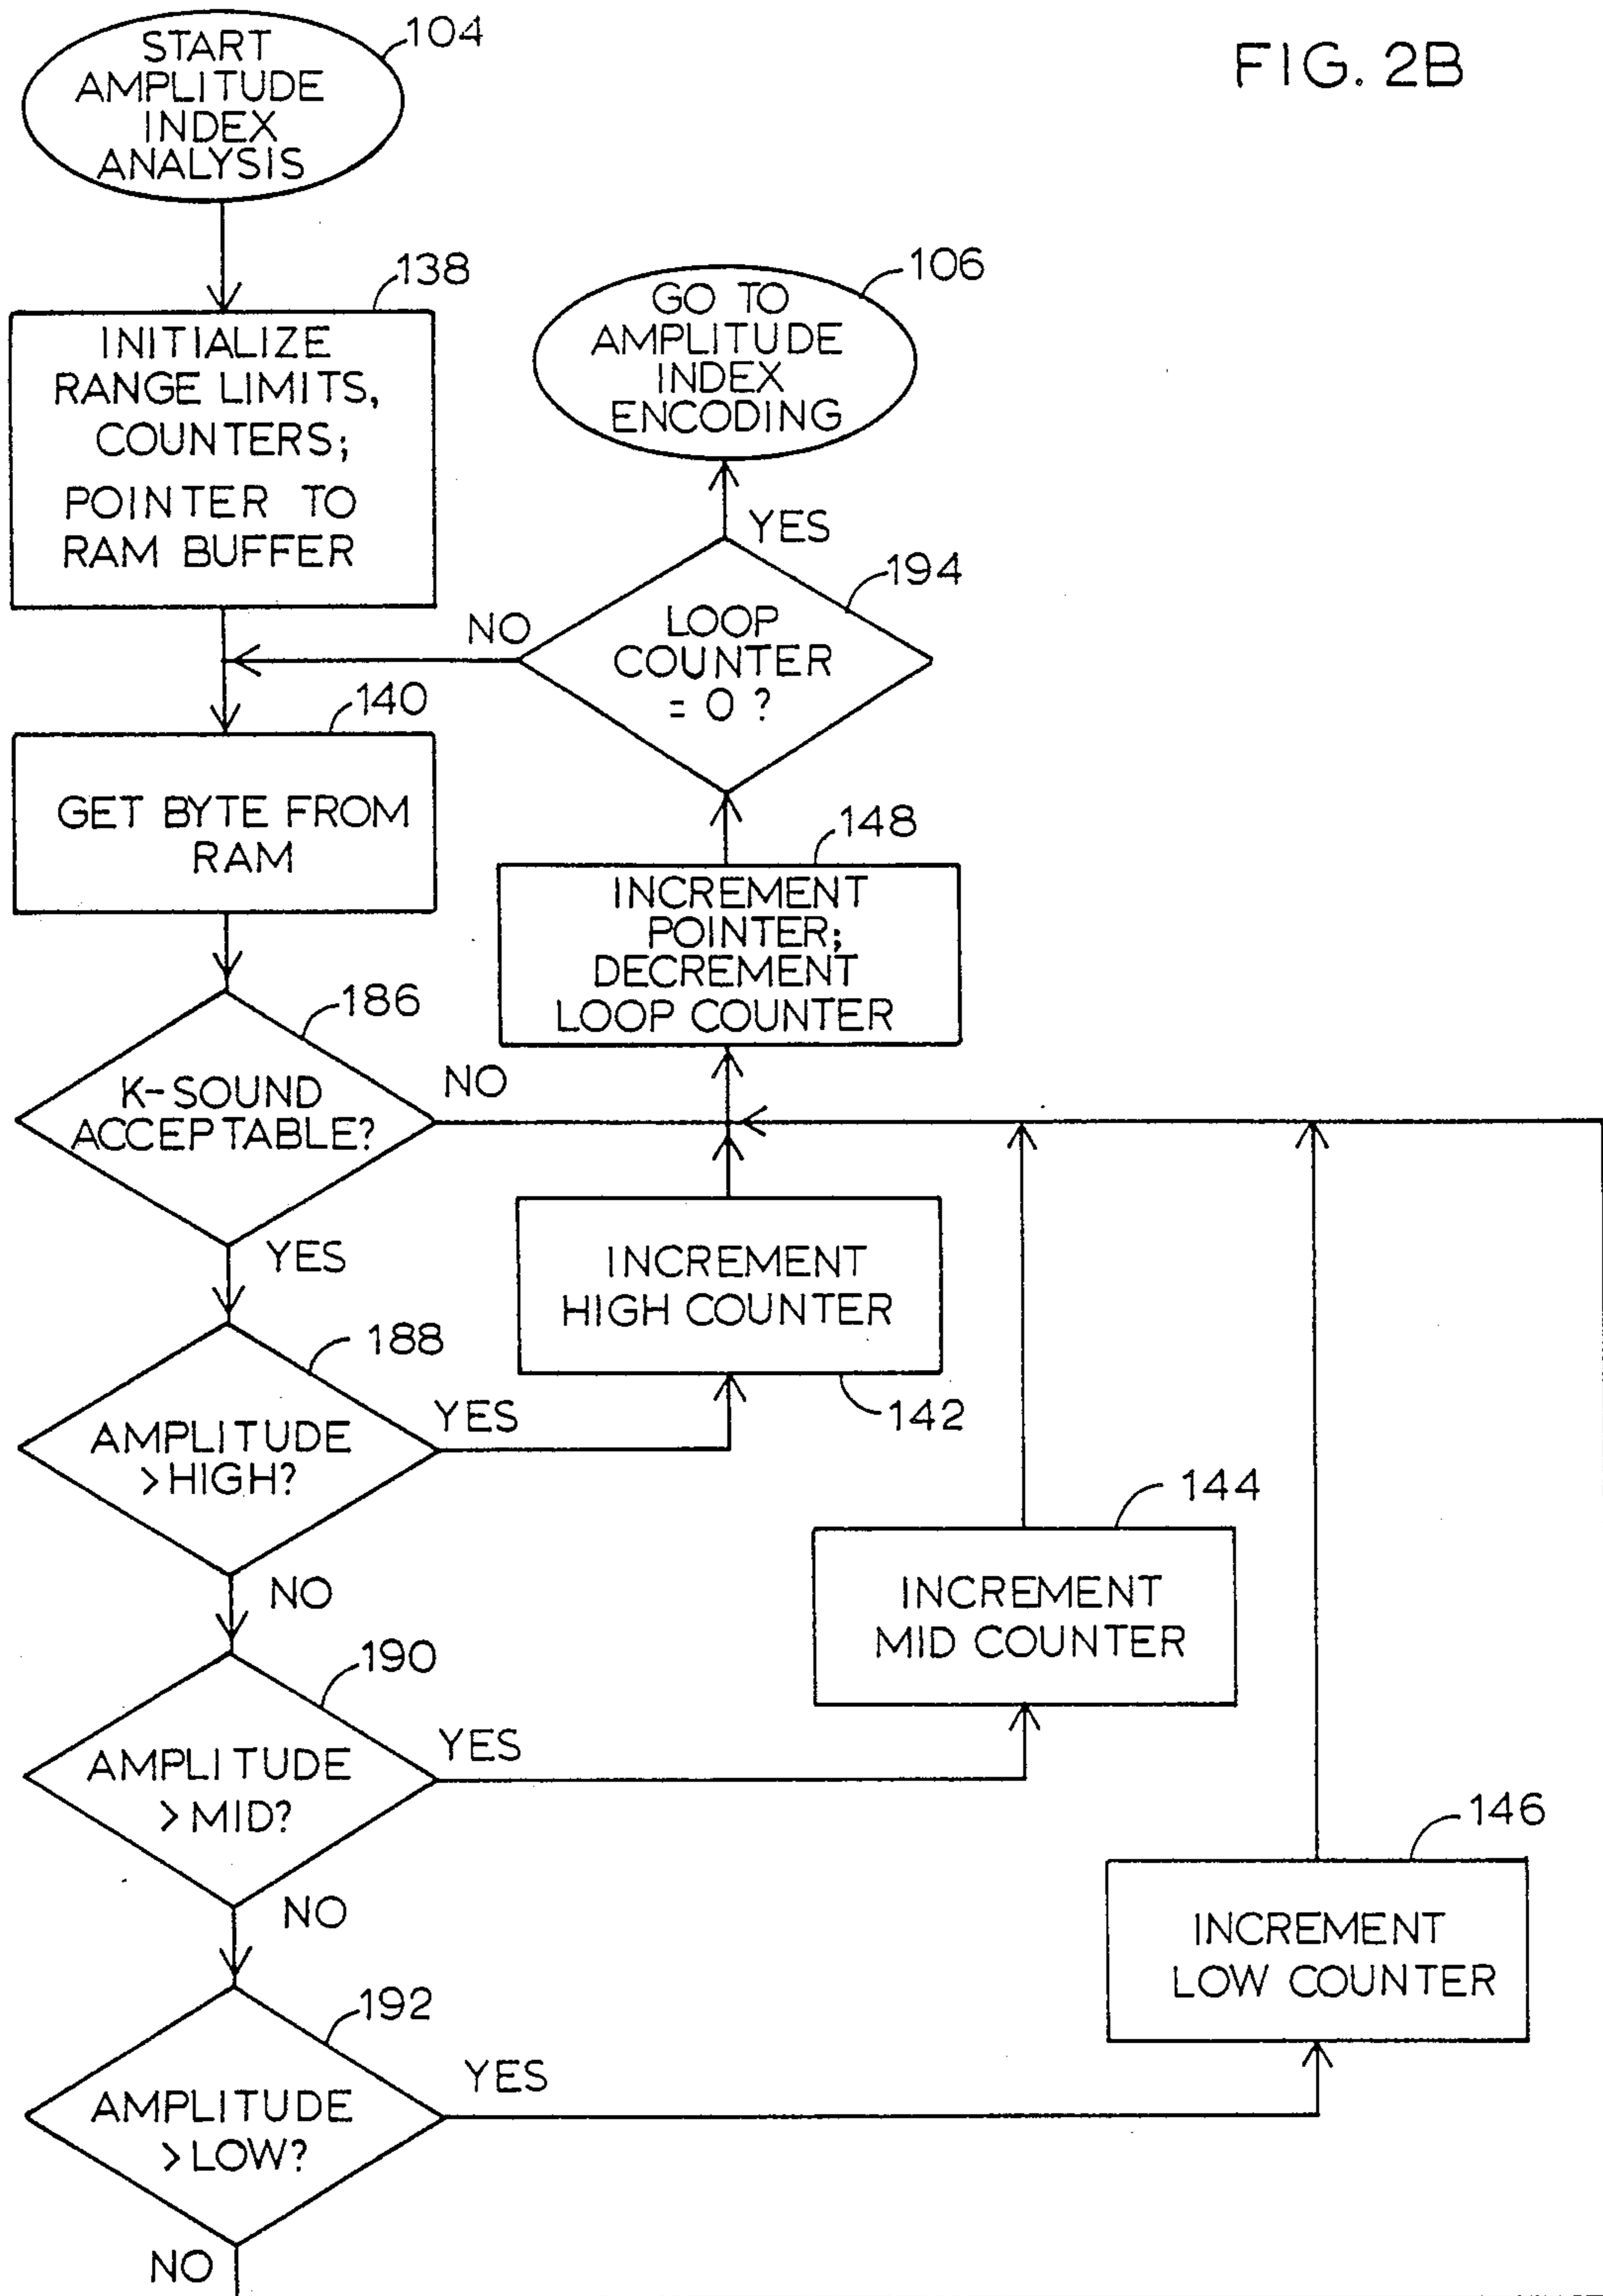 FIG. 2B
START
AMPLITUDE
INDEX
ANALYSIS
104
138
INITIALIZE
RANGE LIMITS,
COUNTERS;
POINTER TO
RAM BUFFER
106
GO TO
AMPLITUDE
INDEX
ENCODING
YES
194
NO
LOOP
COUNTER
= 0 ?
140
GET BYTE FROM
RAM
148
INCREMENT
POINTER;
DECREMENT
LOOP COUNTER
186
K-SOUND
ACCEPTABLE?
NO
YES
INCREMENT
HIGH COUNTER
142
188
AMPLITUDE
>HIGH?
YES
NO
144
INCREMENT
MID COUNTER
190
AMPLITUDE
>MID?
YES
NO
146
INCREMENT
LOW COUNTER
192
AMPLITUDE
>LOW?
YES
NO